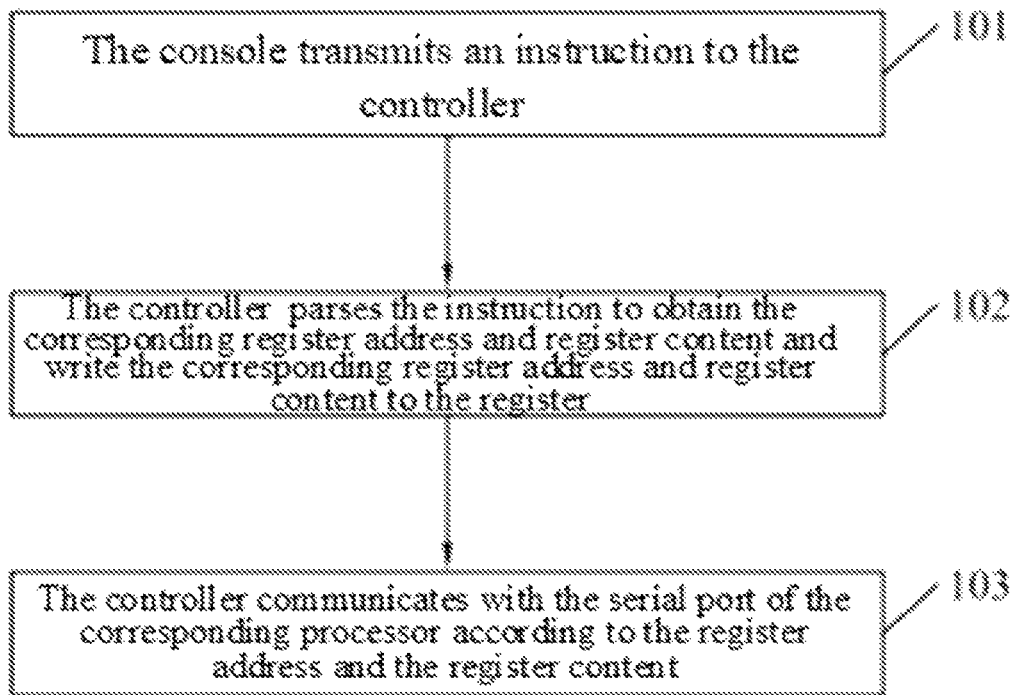 The console transmits an instruction to the
controller
101
The controller parses the instruction to obtain the
corresponding register address and register content and
write the corresponding register address and register
content to the register
102
The controller communicates with the serial port of the
corresponding processor according to the register
address and the register content
103